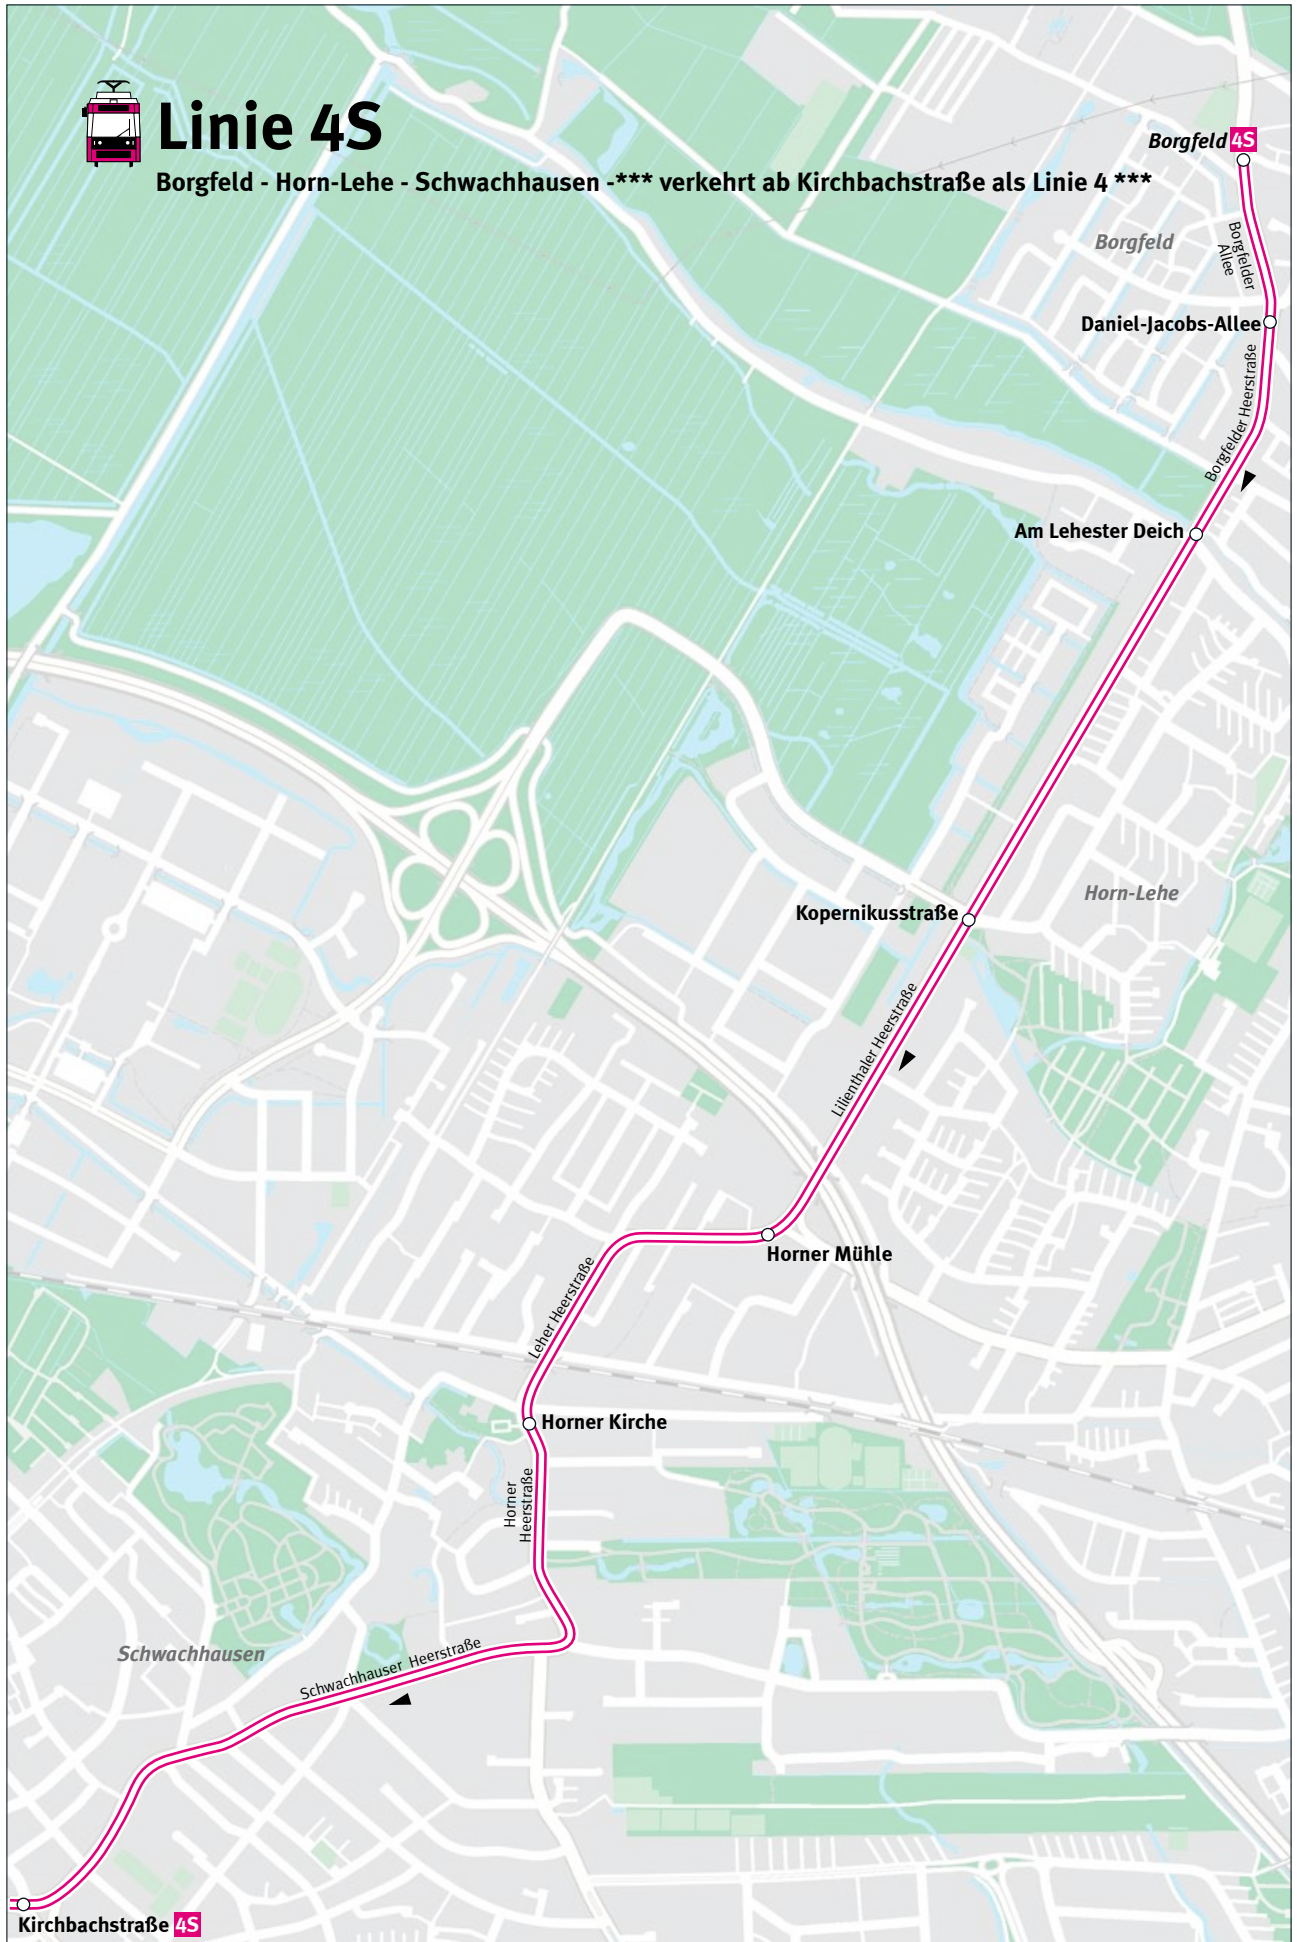 Linie 4S
Borgfeld - Horn-Lehe - Schwachhausen -*** verkehrt ab Kirchbachstraße als Linie 4 ***
Borgfeld 4S
Borgfelder
Allee
Borgfeld
Daniel-Jacobs-Allee
Borgfelder Heerstraße
Am Lehester Deich
Horn-Lehe
Kopernikusstraße
Lilienthaler Heerstraße
Horner Mühle
Leher Heerstraße
Horner Kirche
Horner
Heerstraße
Schwachhausen
Schwachhauser Heerstraße
Kirchbachstraße 4S